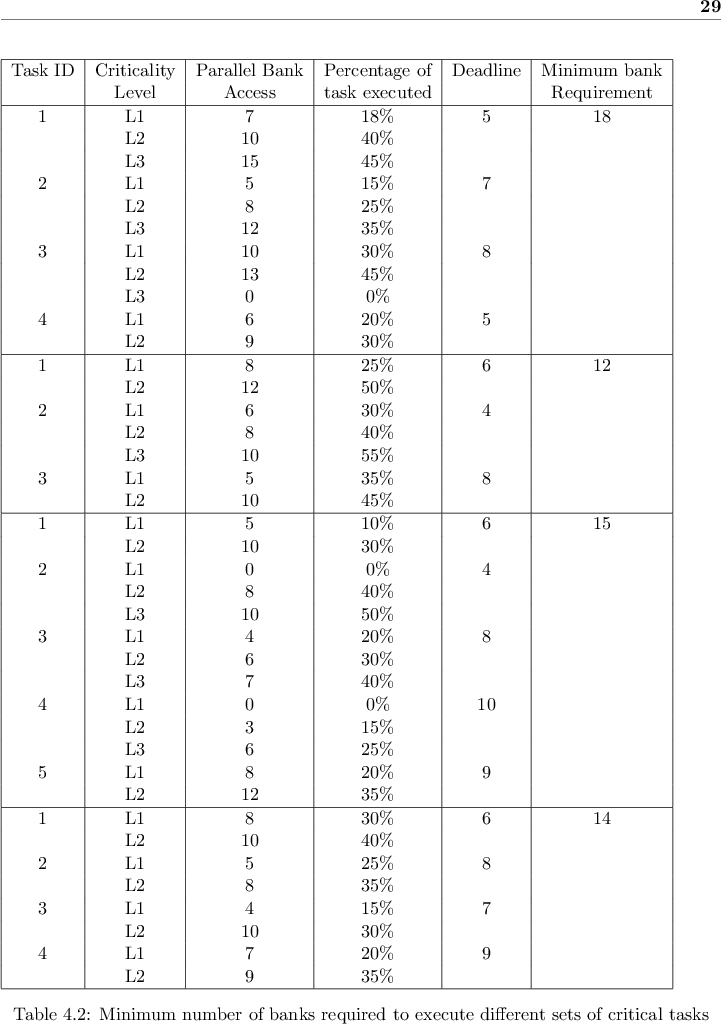 29
Task ID Criticality Parallel Bank Percentage of Deadline Minimum bank
Level Access task executed Requirement
1 L1 7 18% 5 18
L2 10 40%
L3 15 45%
2 L1 5 15% 7
L2 8 25%
L3 12 35%
3 L1 10 30% 8
L2 13 45%
L3 0 0%
4 L1 6 20% 5
L2 9 30%
1 L1 8 25% 6 12
L2 12 50%
2 L1 6 30% 4
L2 8 40%
L3 10 55%
3 L1 5 35% 8
L2 10 45%
1 L1 5 10% 6 15
L2 10 30%
2 L1 0 0% 4
L2 8 40%
L3 10 50%
3 L1 4 20% 8
L2 6 30%
L3 7 40%
4 L1 0 0% 10
L2 3 15%
L3 6 25%
5 L1 8 20% 9
L2 12 35%
1 L1 8 30% 6 14
L2 10 40%
2 L1 5 25% 8
L2 8 35%
3 L1 4 15% 7
L2 10 30%
4 L1 7 20% 9
L2 9 35%
Table 4.2: Minimum number of banks required to execute different sets of critical tasks